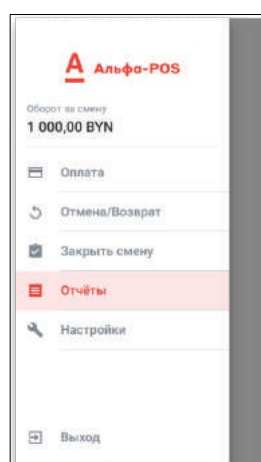 Альфа-POS
Оборот за смену
1 000,00 BYN
Оплата
Отмена/Возврат
Закрыть смену
Отчёты
Настройки
Выход